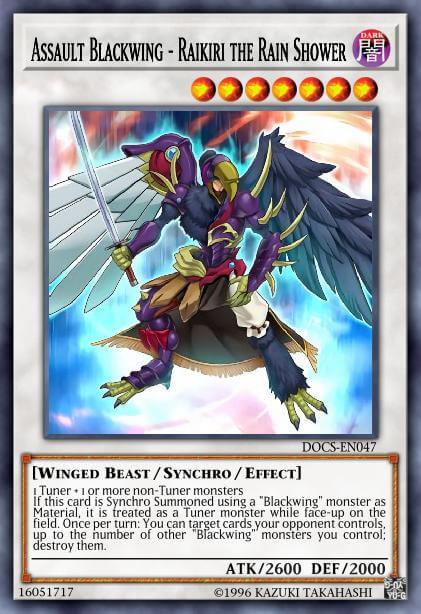 Assault Blackwing - Raikiri the Rain Shower
DARK
闇
DOCS-EN047
[Winged Beast / Synchro / Effect]
1 Tuner + 1 or more non-Tuner monsters
If this card is Synchro Summoned using a "Blackwing" monster as
Material, it is treated as a Tuner monster while face-up on the
field. Once per turn: You can target cards your opponent controls,
up to the number of other "Blackwing" monsters you control;
destroy them.
ATK/2600 DEF/2000
16051717
©1996 KAZUKI TAKAHASHI